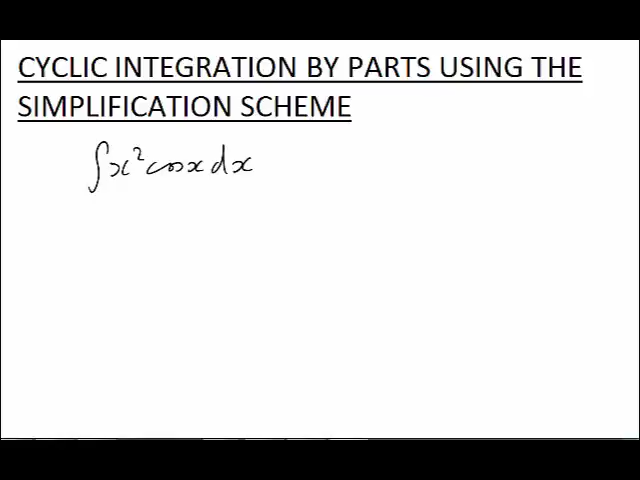 CYCLIC INTEGRATION BY PARTS USING THE
SIMPLIFICATION SCHEME
∫x²cosx dx